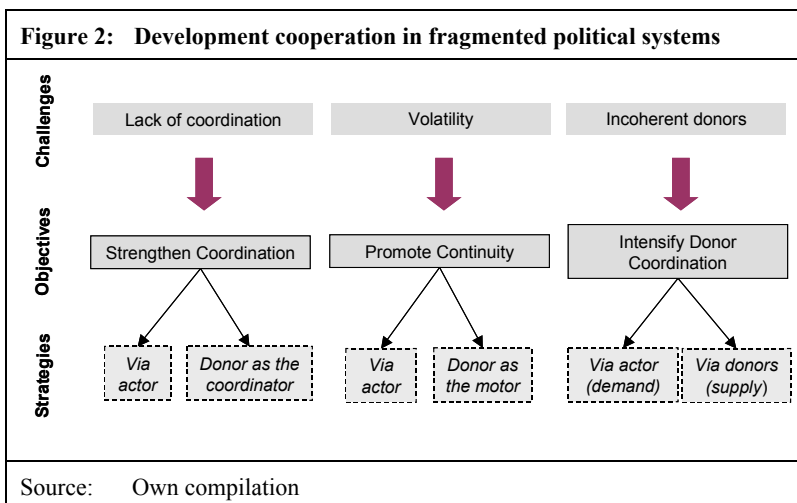 Figure 2: Development cooperation in fragmented political systems
Challenges
Lack of coordination
Volatility
Incoherent donors
Objectives
Strengthen Coordination
Promote Continuity
Intensify Donor
Coordination
Strategies
Via
actor
Donor as the
coordinator
Via
actor
Donor as
the motor
Via actor
(demand)
Via donors
(supply)
Source: Own compilation